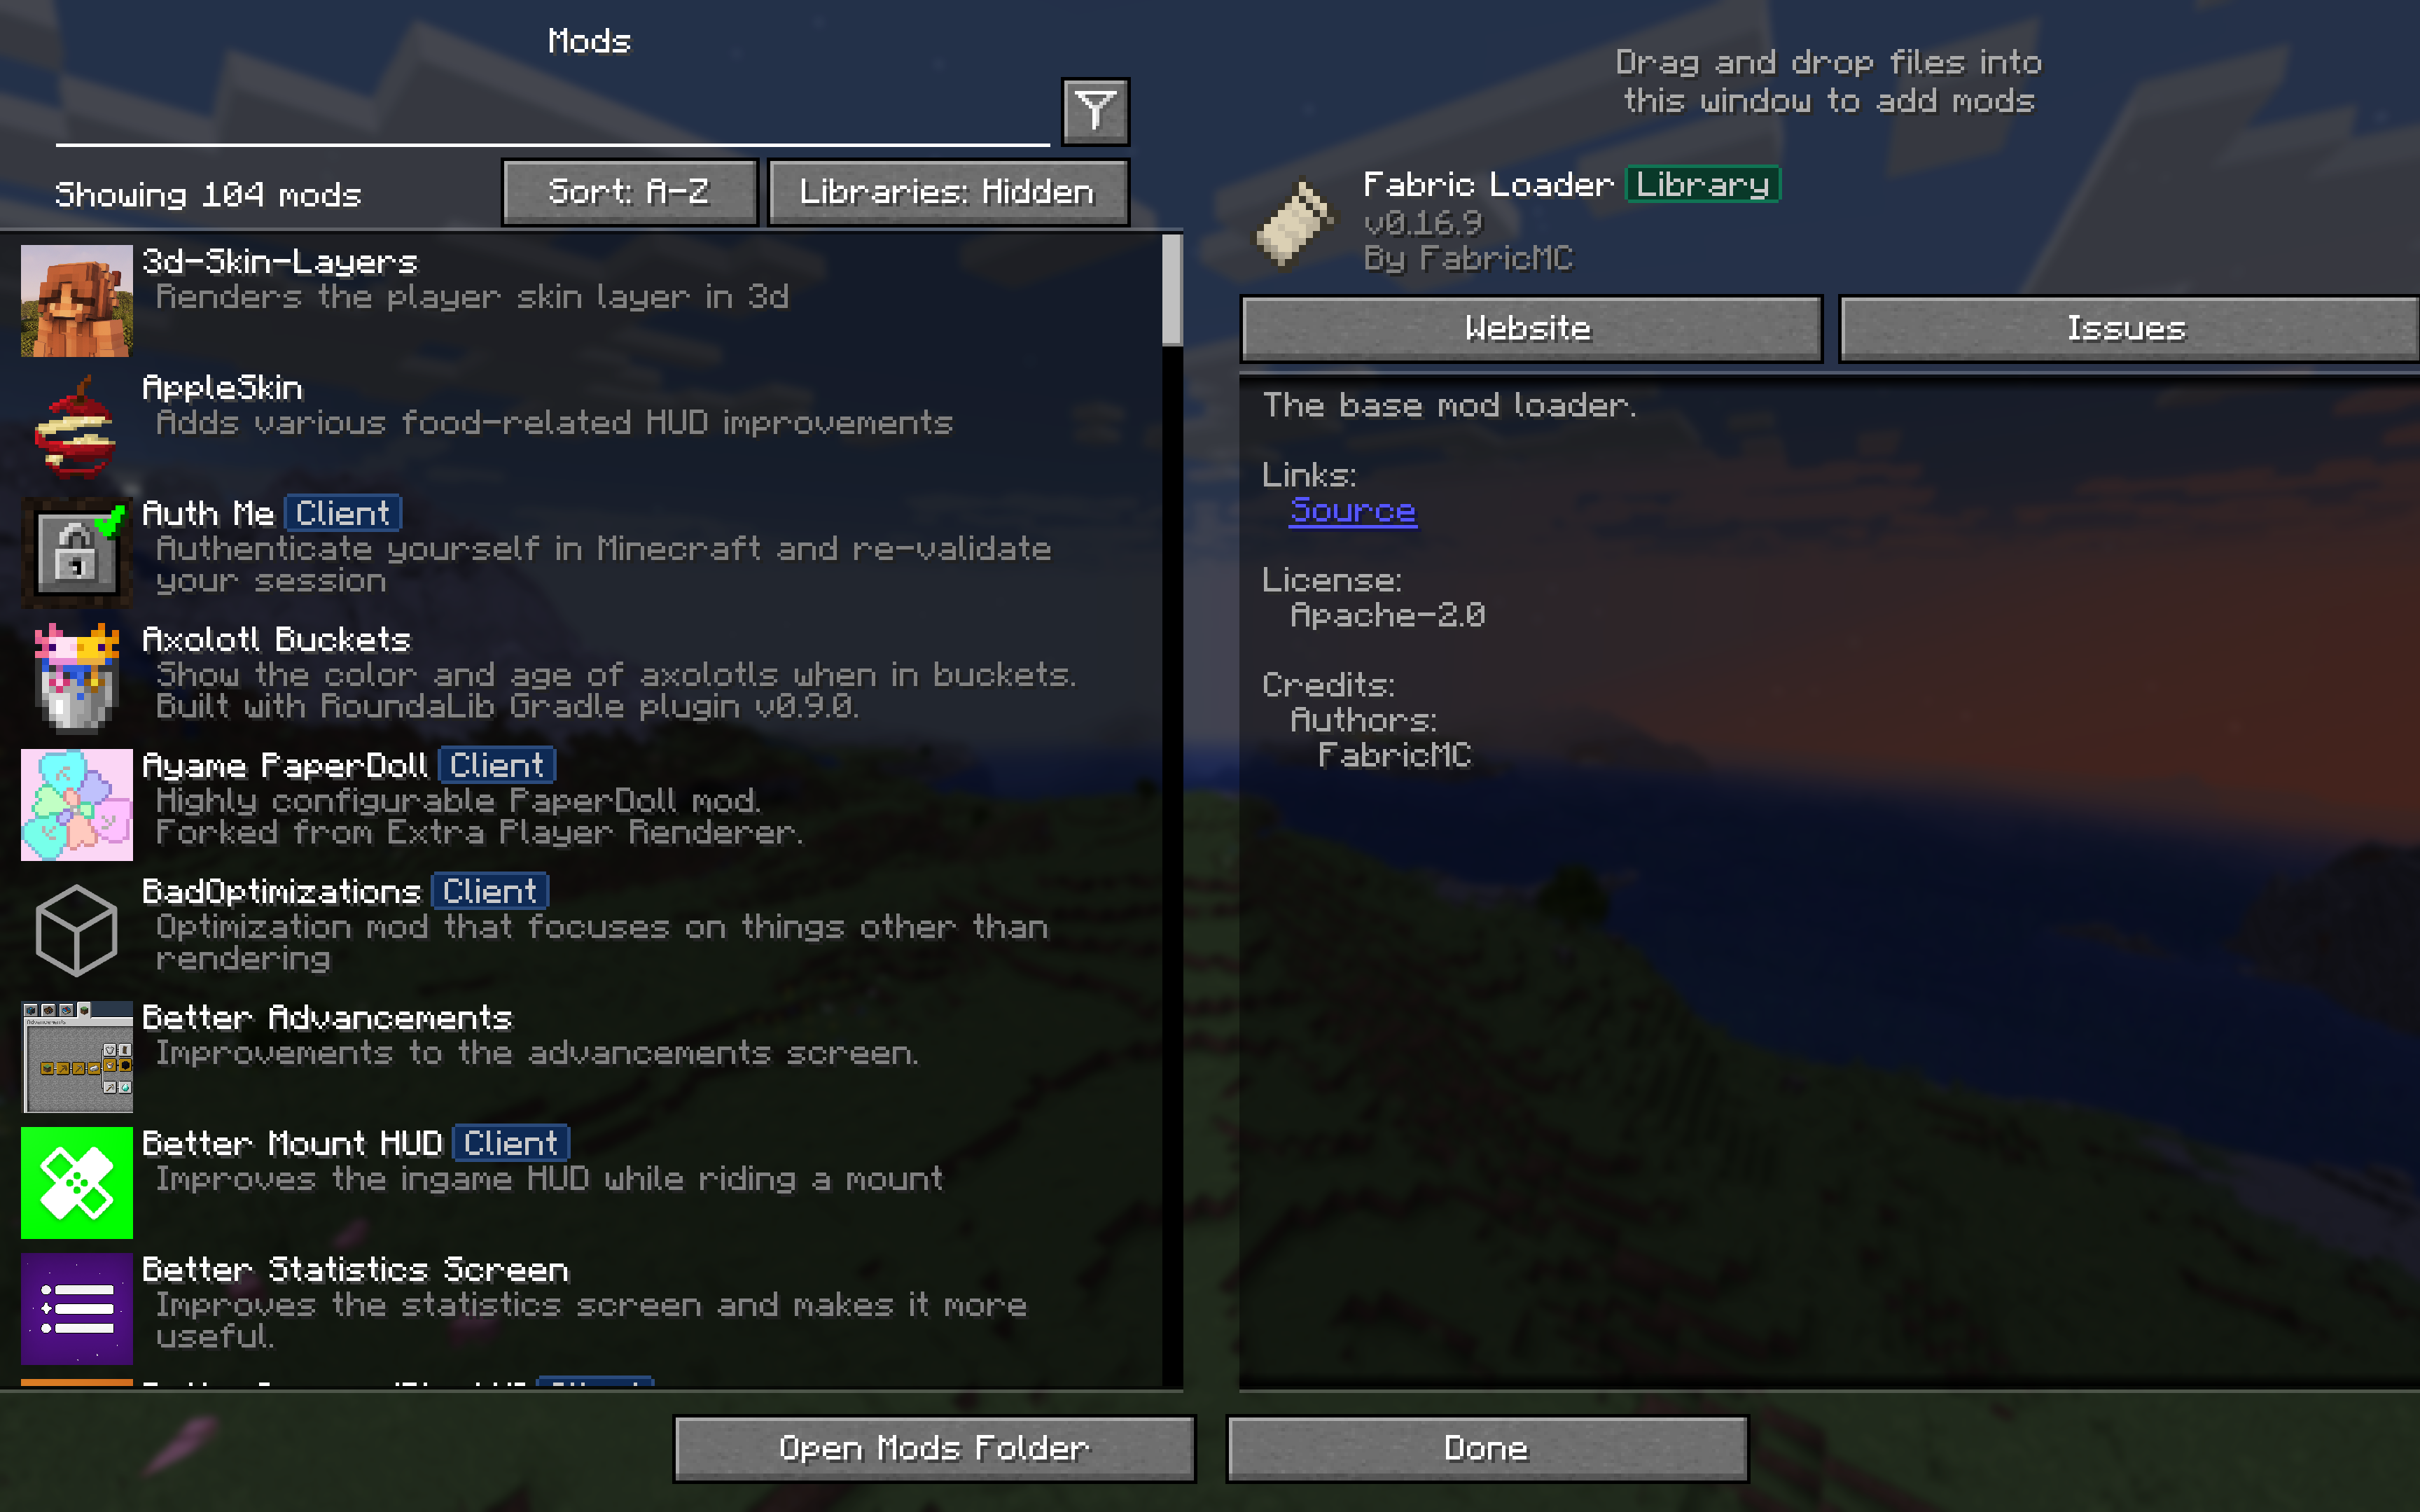 Mods
Drag and drop files into
this window to add mods
Showing 104 mods
Sort: A-Z
Libraries: Hidden
3d-Skin-Layers
Renders the player skin layer in 3d
AppleSkin
Adds various food-related HUD improvements
Auth Me Client
Authenticate yourself in Minecraft and re-validate
your session
Axolotl Buckets
Show the color and age of axolotls when in buckets.
Built with RoundaLib Gradle plugin v0.9.0.
Ayame PaperDoll Client
Highly configurable PaperDoll mod.
Forked from Extra Player Renderer.
BadOptimizations Client
Optimization mod that focuses on things other than
rendering
Better Advancements
Improvements to the advancements screen.
Better Mount HUD Client
Improves the ingame HUD while riding a mount
Better Statistics Screen
Improves the statistics screen and makes it more
useful.
Fabric Loader Library
v0.16.9
By FabricMC
Website
Issues
The base mod loader.
Links:
Source
License:
Apache-2.0
Credits:
Authors:
FabricMC
Open Mods Folder
Done